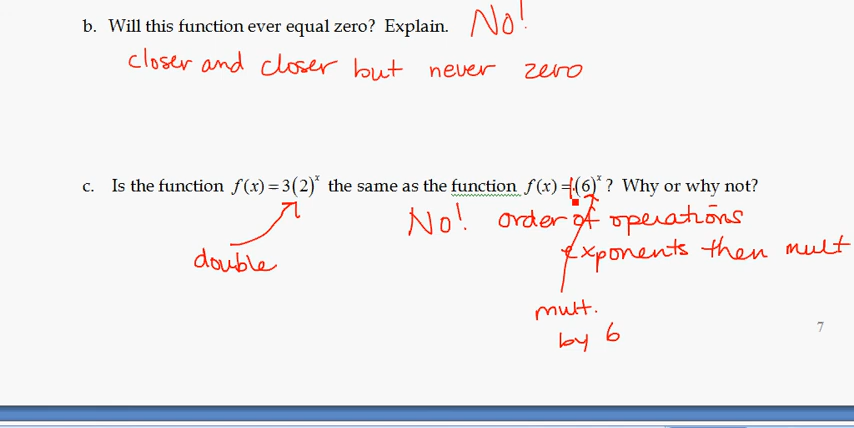 b. Will this function ever equal zero? Explain. No!
closer and closer but never zero
c. Is the function f(x)=3(2)ˣ the same as the function f(x)=1(6)ˣ? Why or why not?
No! order of operations
double
exponents then mult
mult.
by 6
7